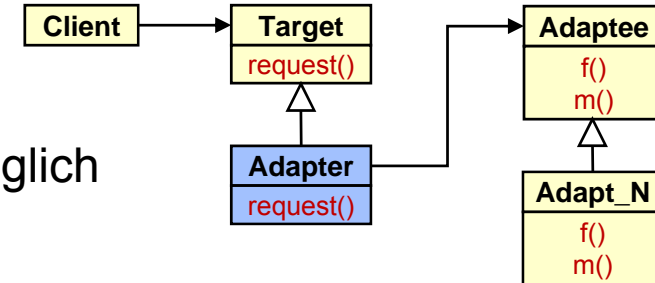 Client
Target
request()
Adaptee
f()
m()
glich
Adapter
request()
Adapt_N
f()
m()